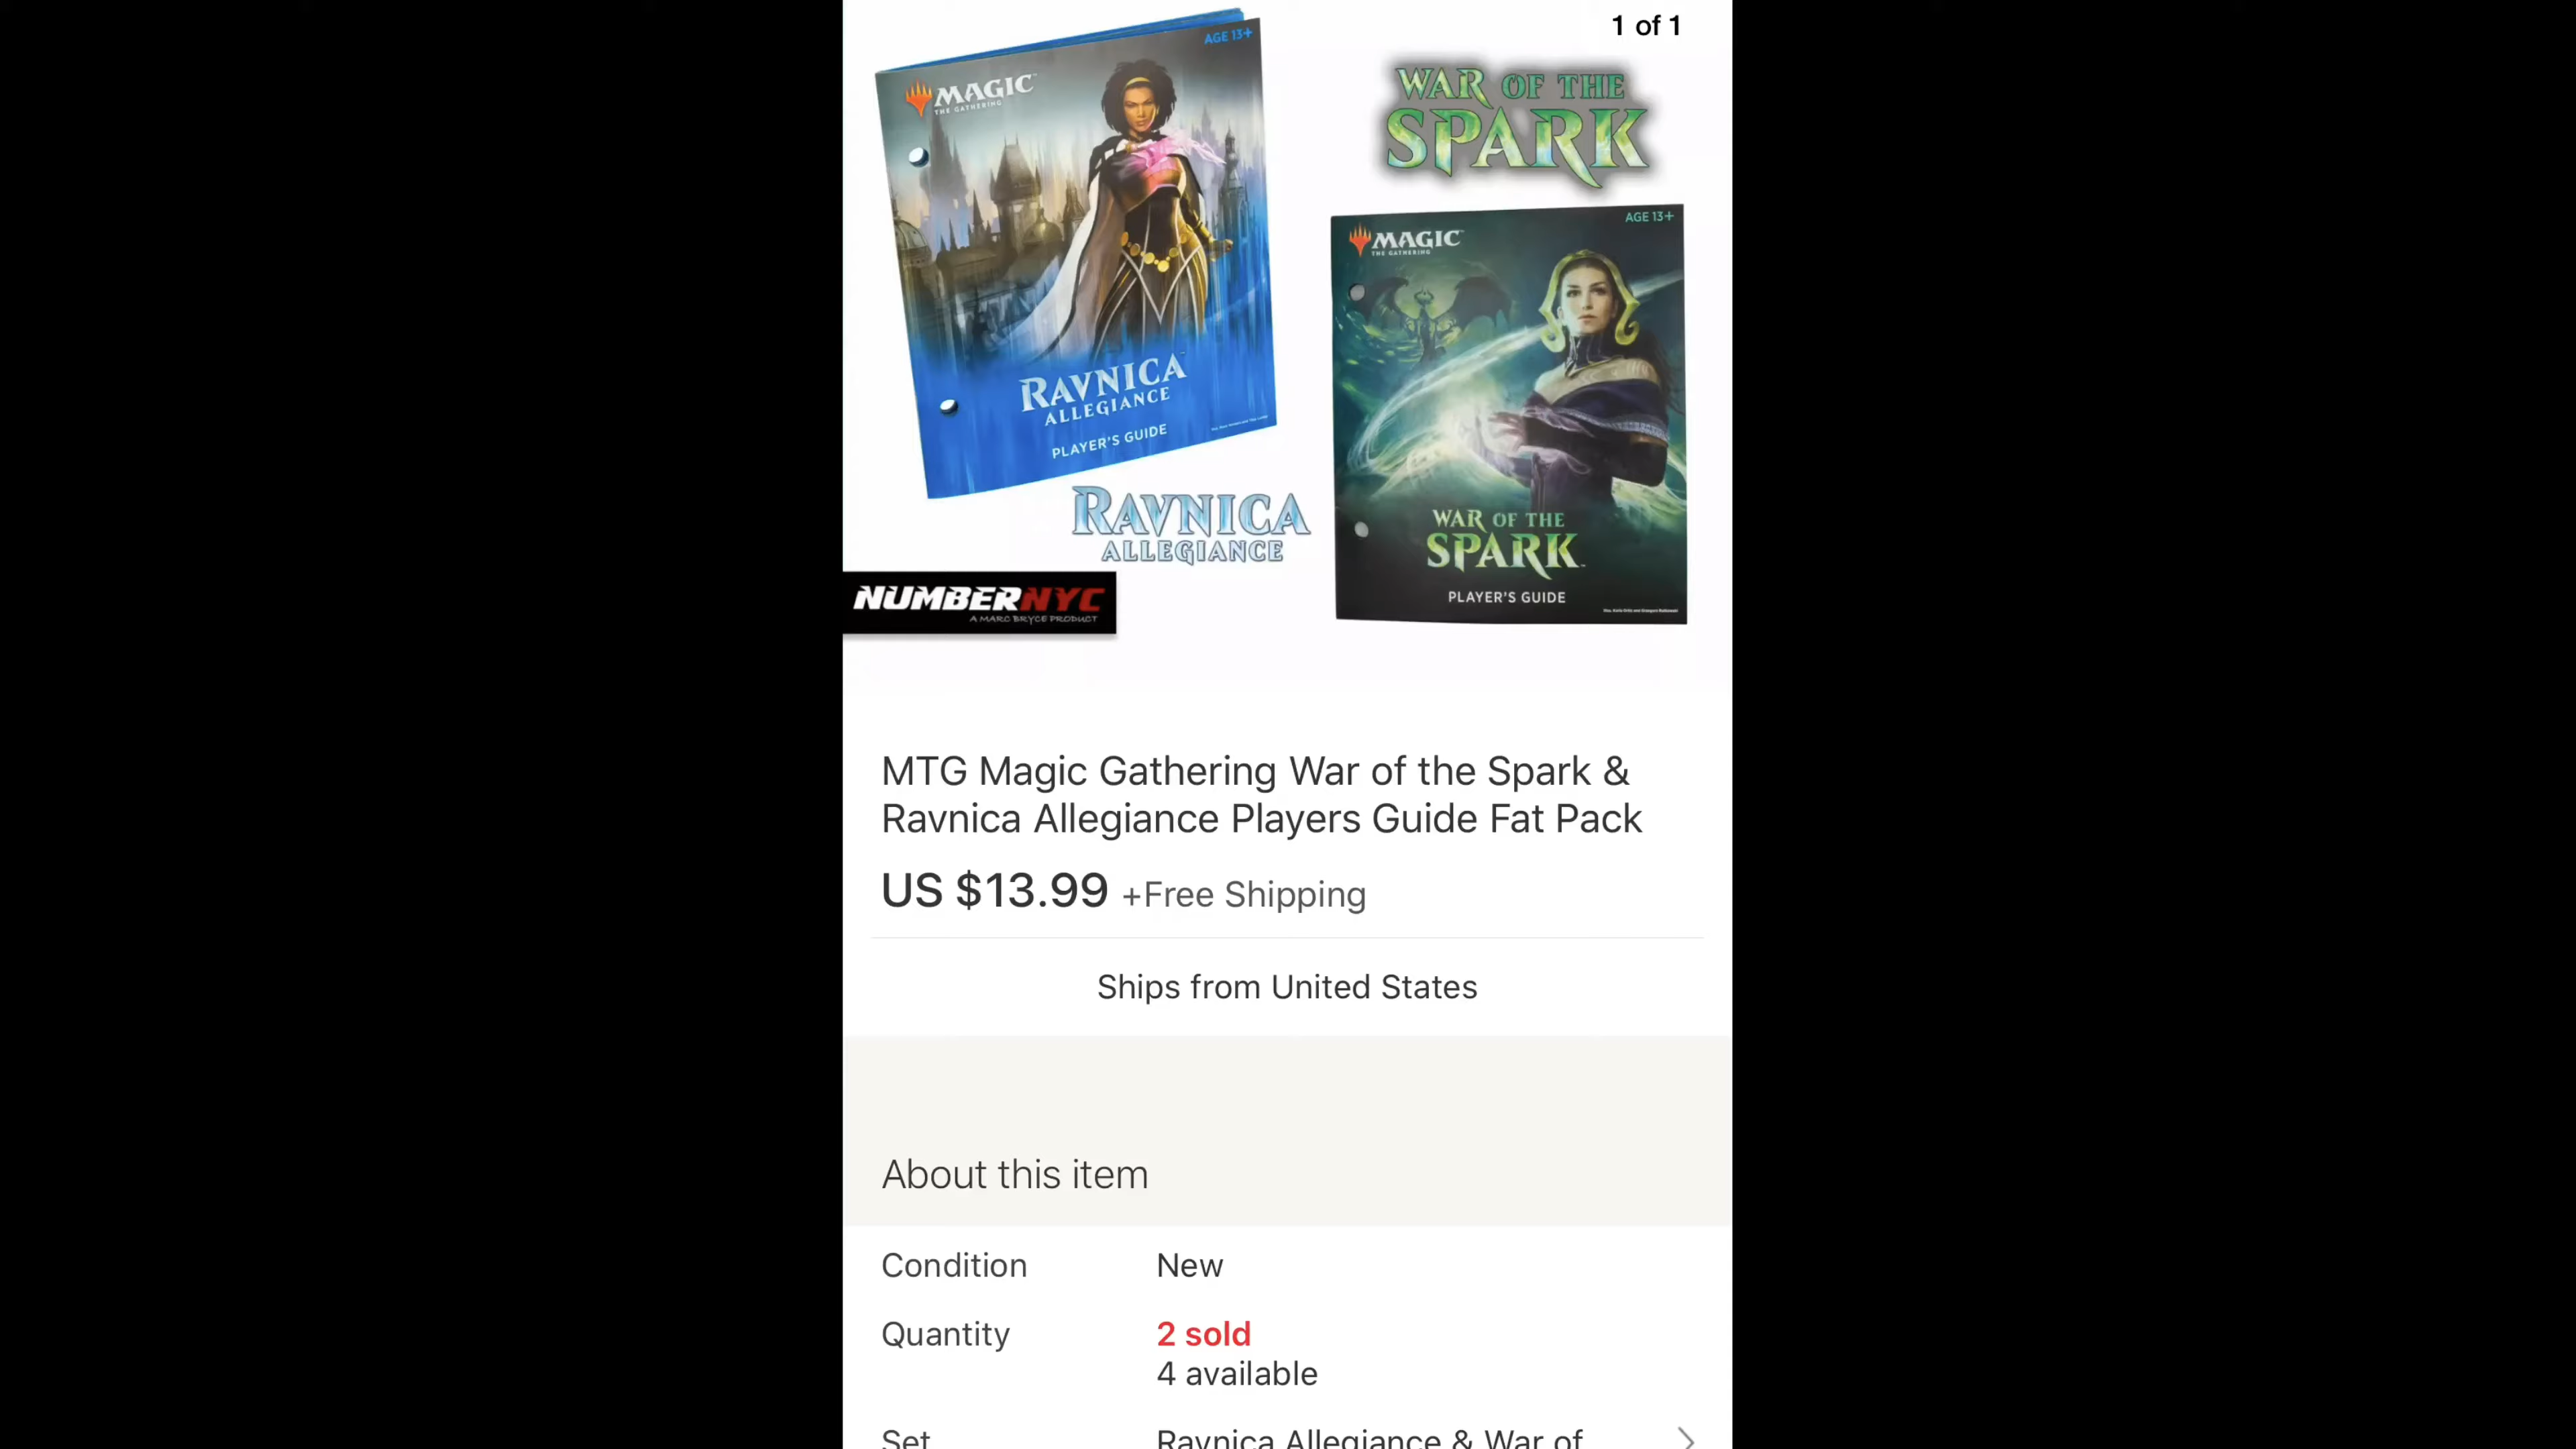 1 of 1
AGE 13+
MAGIC
THE GATHERING
RAVNICA
ALLEGIANCE
PLAYER'S GUIDE
WAR OF THE
SPARK
AGE 13+
MAGIC
THE GATHERING
WAR OF THE
SPARK
PLAYER'S GUIDE
RAVNICA
ALLEGIANCE
NUMBERNYC
A MARC BRYCE PRODUCT
MTG Magic Gathering War of the Spark &
Ravnica Allegiance Players Guide Fat Pack
US $13.99 +Free Shipping
Ships from United States
About this item
Condition New
Quantity 2 sold
4 available
Set Ravnica Allegiance & War of